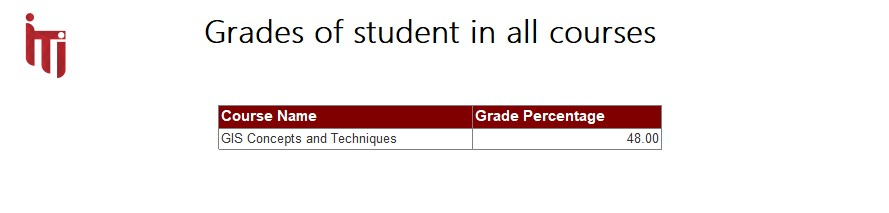 iTi
Grades of student in all courses
Course Name Grade Percentage
GIS Concepts and Techniques 48.00